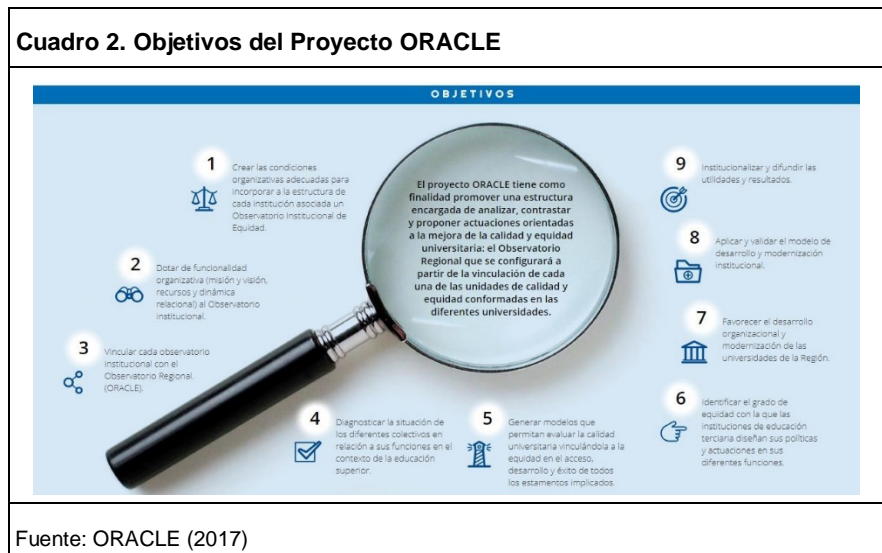 Cuadro 2. Objetivos del Proyecto ORACLE
OBJETIVOS
El proyecto ORACLE tiene como
finalidad promover una estructura
encargada de analizar, contrastar
y proponer actuaciones orientadas
a la mejora de la calidad y equidad
universitaria: el Observatorio
Regional que se configurará a
partir de la vinculación de cada
una de las unidades de calidad y
equidad conformadas en las
diferentes universidades.
1
Crear las condiciones
organizativas adecuadas para
incorporar a la estructura de
cada institución asociada un
Observatorio Institucional de
Equidad.
2
Dotar de funcionalidad
organizativa (misión y visión,
recursos y dinámica
relacional) al Observatorio
institucional.
3
Vincular cada observatorio
institucional con el
Observatorio Regional
(ORACLE).
4
Diagnosticar la situación de
los diferentes colectivos en
relación a sus funciones en el
contexto de la educación
superior.
5
Generar modelos que
permitan evaluar la calidad
universitaria vinculándola a la
equidad en el acceso,
desarrollo y éxito de todos
los estamentos implicados.
6
Identificar el grado de
equidad con la que las
instituciones de educación
terciaria diseñan sus políticas
y actuaciones en sus
diferentes funciones.
7
Favorecer el desarrollo
organizacional y
modernización de las
universidades de la Región.
8
Aplicar y validar el modelo de
desarrollo y modernización
institucional.
9
Institucionalizar y difundir las
utilidades y resultados.
Fuente: ORACLE (2017)